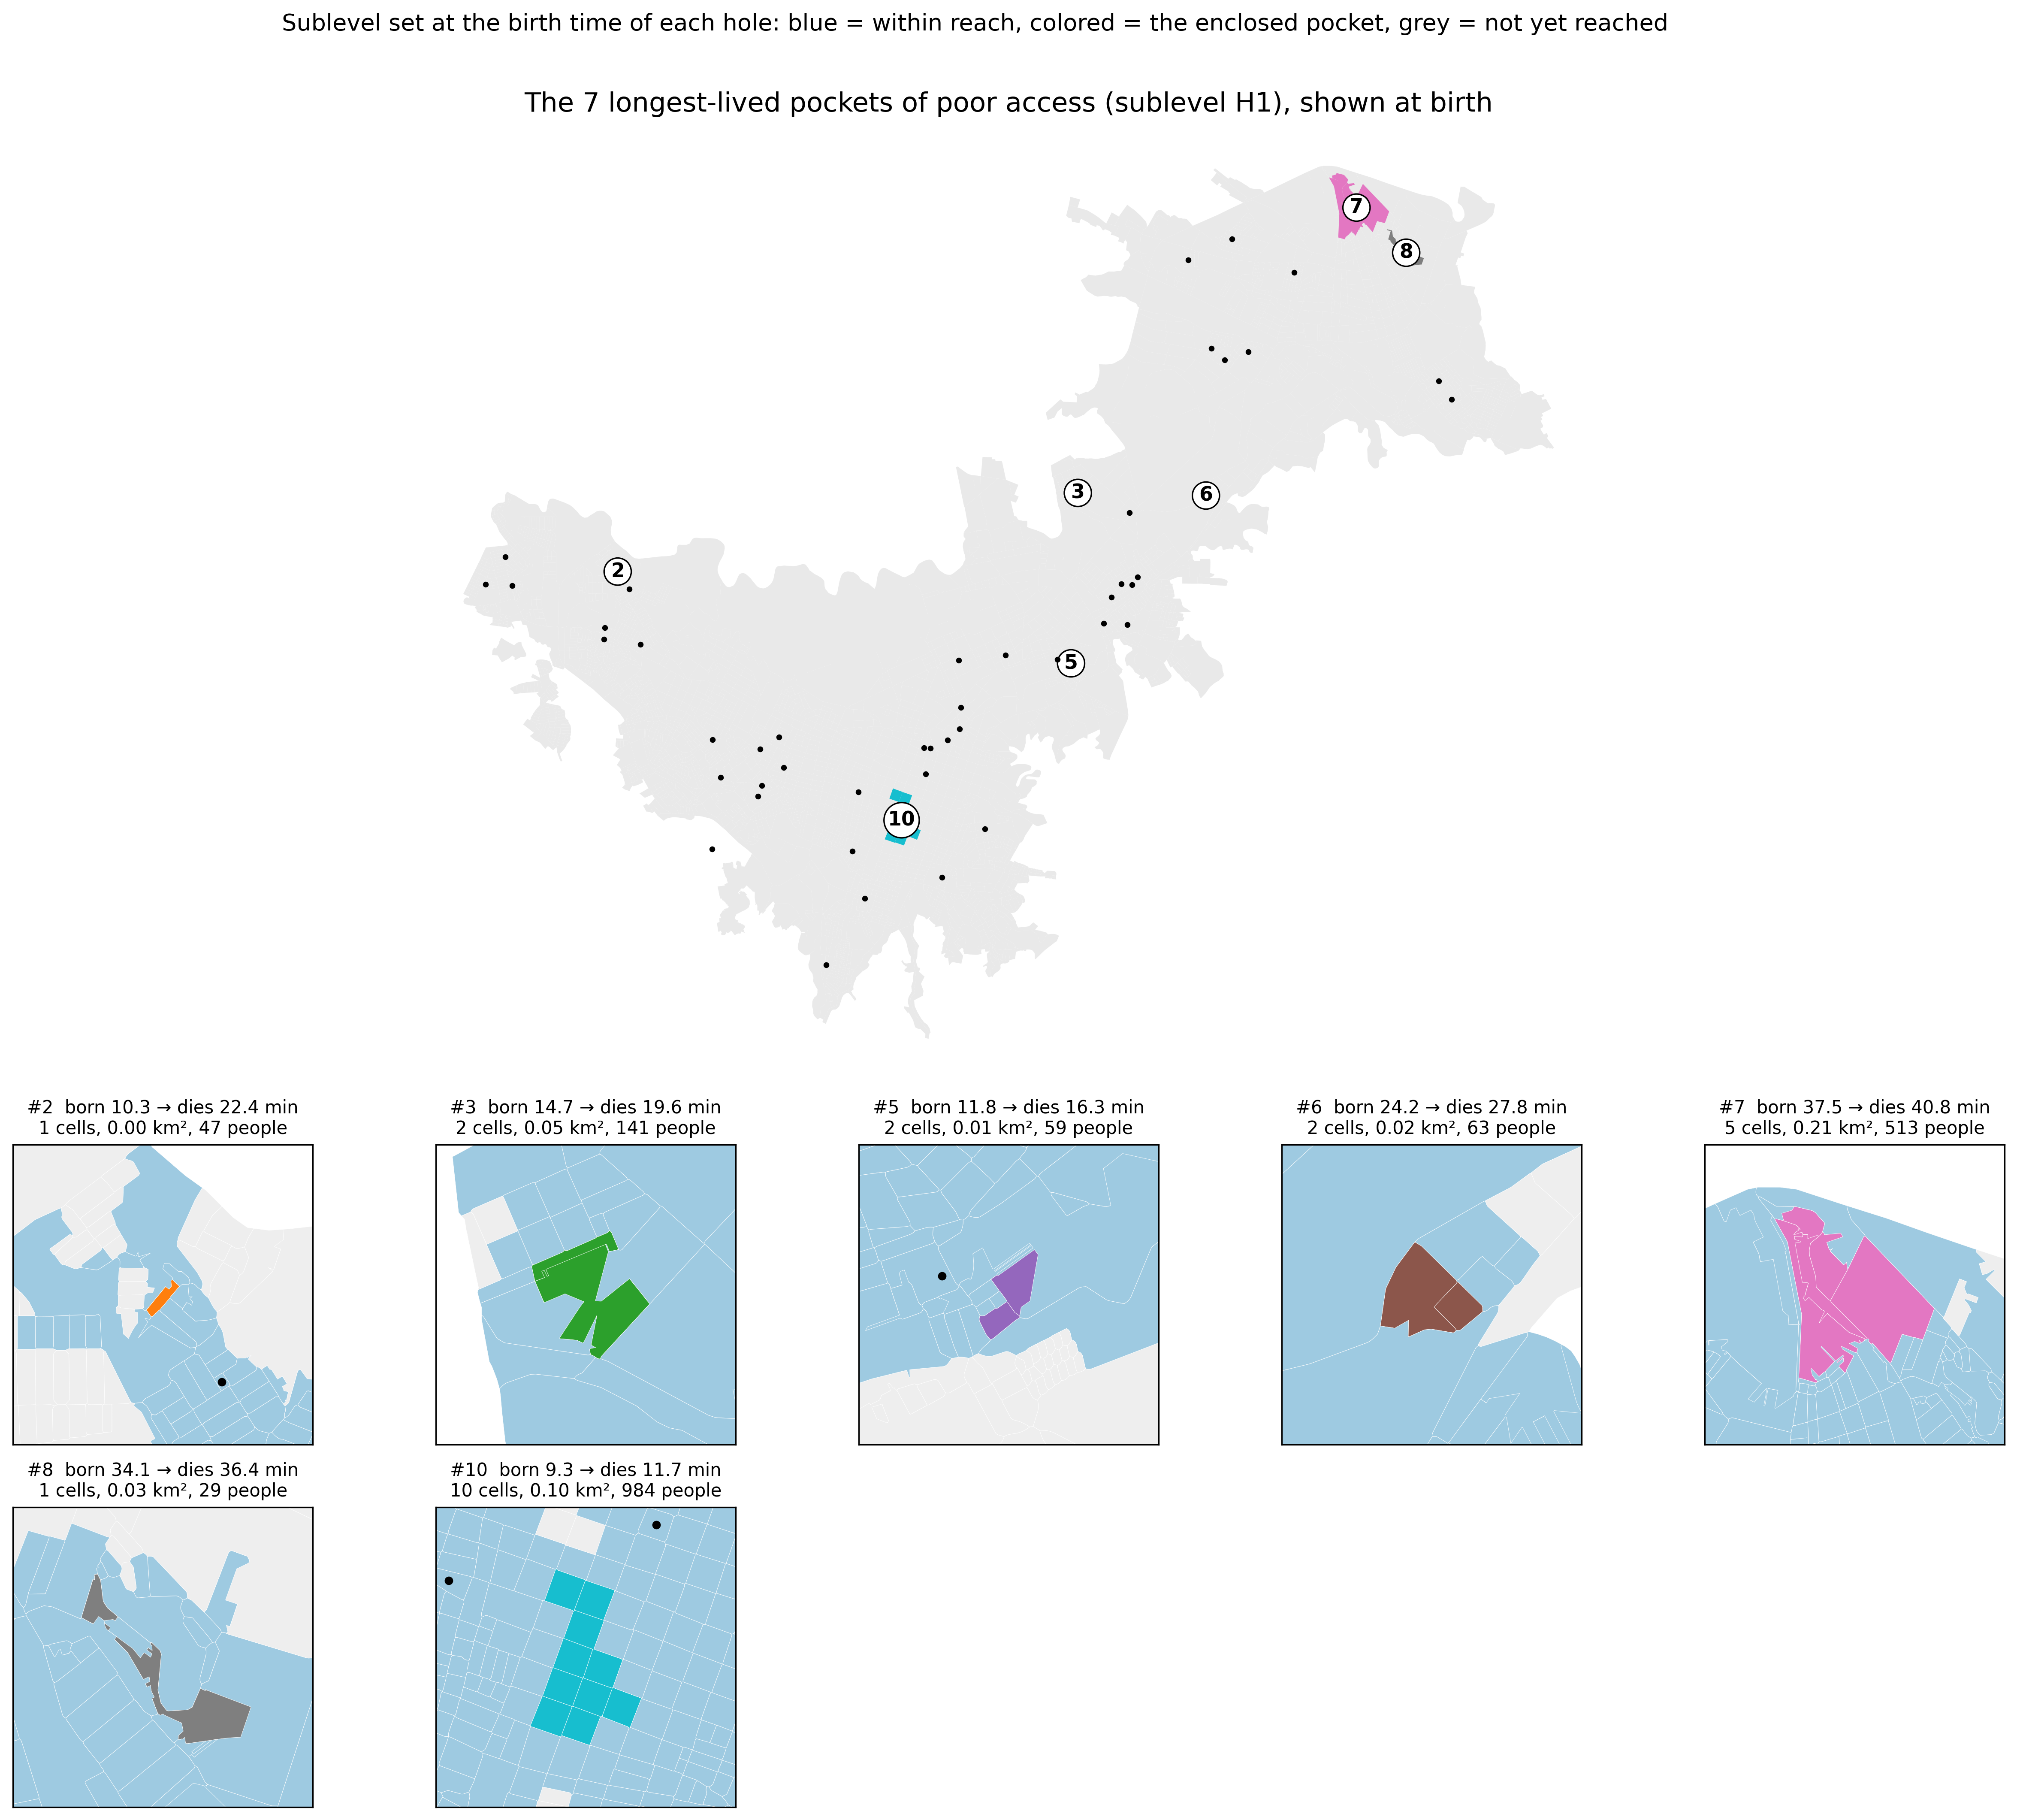 Sublevel set at the birth time of each hole: blue = within reach, colored = the enclosed pocket, grey = not yet reached
The 7 longest-lived pockets of poor access (sublevel H1), shown at birth
7
8
3
6
2
5
10
#2  born 10.3 → dies 22.4 min
1 cells, 0.00 km², 47 people
#3  born 14.7 → dies 19.6 min
2 cells, 0.05 km², 141 people
#5  born 11.8 → dies 16.3 min
2 cells, 0.01 km², 59 people
#6  born 24.2 → dies 27.8 min
2 cells, 0.02 km², 63 people
#7  born 37.5 → dies 40.8 min
5 cells, 0.21 km², 513 people
#8  born 34.1 → dies 36.4 min
1 cells, 0.03 km², 29 people
#10  born 9.3 → dies 11.7 min
10 cells, 0.10 km², 984 people